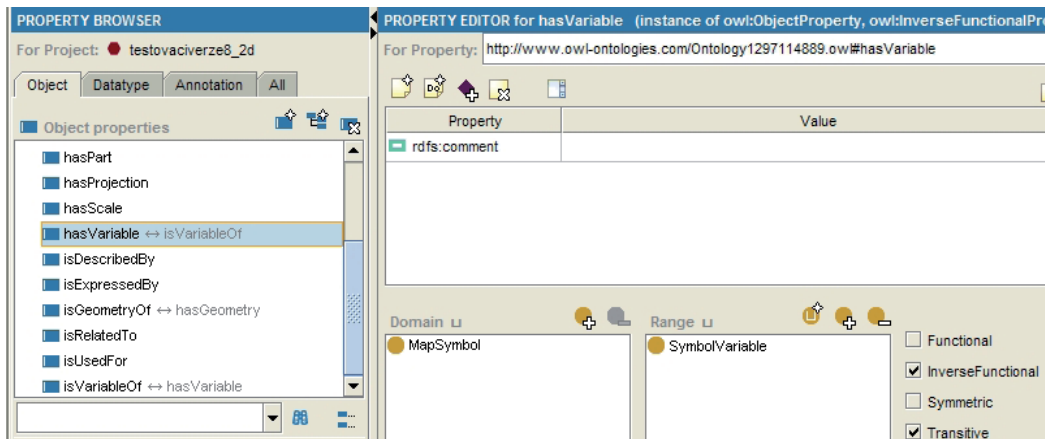 PROPERTY BROWSER
For Project: testovaciverze8_2d
Object Datatype Annotation All
Object properties
hasPart
hasProjection
hasScale
hasVariable ↔ isVariableOf
isDescribedBy
isExpressedBy
isGeometryOf ↔ hasGeometry
isRelatedTo
isUsedFor
isVariableOf ↔ hasVariable
PROPERTY EDITOR for hasVariable (instance of owl:ObjectProperty, owl:InverseFunctionalPro
For Property: http://www.owl-ontologies.com/Ontology1297114889.owl#hasVariable
Property Value
rdfs:comment
Domain ⊔
MapSymbol
Range ⊔
SymbolVariable
Functional
InverseFunctional
Symmetric
Transitive